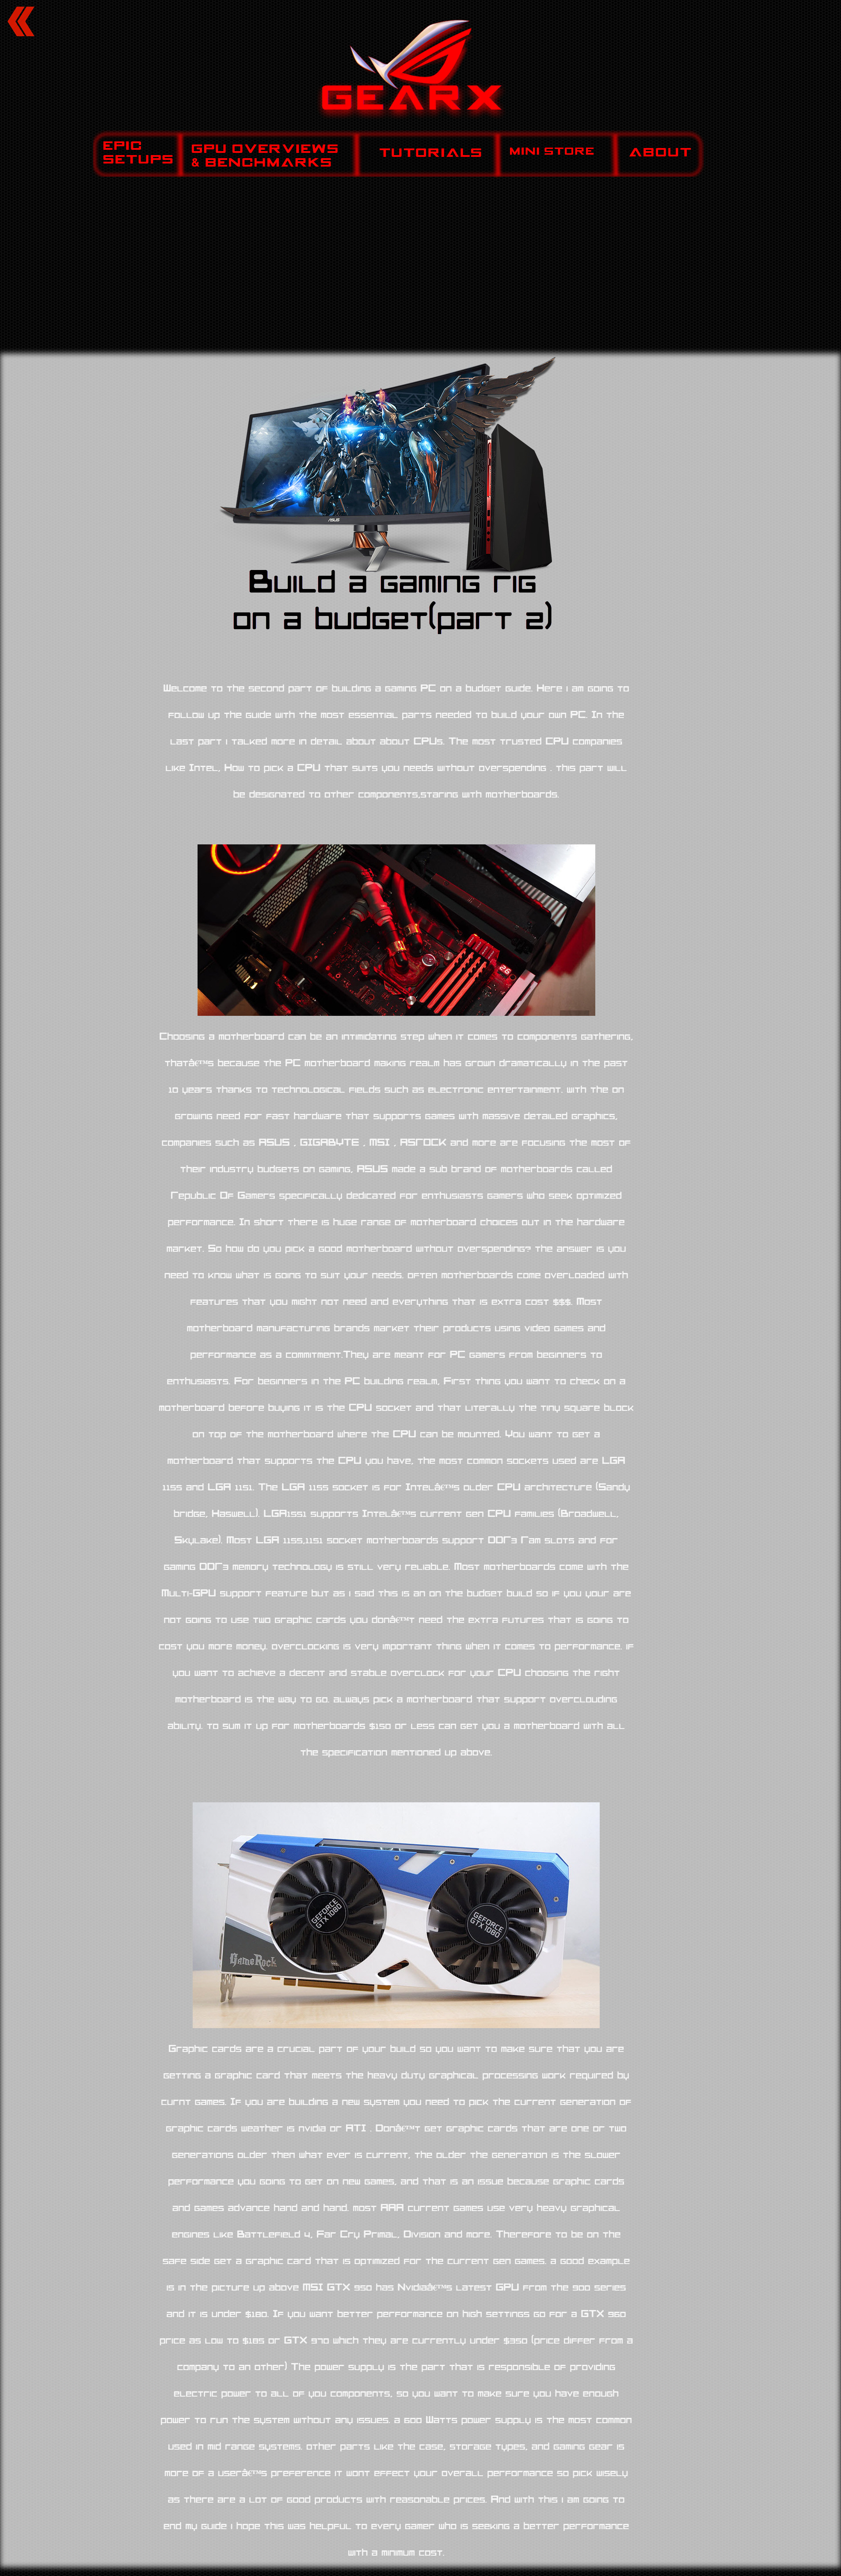 GEARX
EPIC
SETUPS
GPU OVERVIEWS
& BENCHMARKS
TUTORIALS
MINI STORE
ABOUT
ASUS
Build a gaming rig
on a budget(part 2)
Welcome to the second part of building a gaming PC on a budget guide. Here i am going to
follow up the guide with the most essential parts needed to build your own PC. In the
last part i talked more in detail about about CPUs. The most trusted CPU companies
like Intel, How to pick a CPU that suits you needs without overspending . this part will
be designated to other components,staring with motherboards.
26
Choosing a motherboard can be an intimidating step when it comes to components gathering,
thatâ€™s because the PC motherboard making realm has grown dramatically in the past
10 years thanks to technological fields such as electronic entertainment. with the on
growing need for fast hardware that supports games with massive detailed graphics,
companies such as ASUS , GIGABYTE , MSI , ASrOCK and more are focusing the most of
their industry budgets on gaming, ASUS made a sub brand of motherboards called
Republic Of Gamers specifically dedicated for enthusiasts gamers who seek optimized
performance. In short there is huge range of motherboard choices out in the hardware
market. So how do you pick a good motherboard without overspending? the answer is you
need to know what is going to suit your needs. often motherboards come overloaded with
features that you might not need and everything that is extra cost $$$. Most
motherboard manufacturing brands market their products using video games and
performance as a commitment.They are meant for PC gamers from beginners to
enthusiasts. For beginners in the PC building realm, First thing you want to check on a
motherboard before buying it is the CPU socket and that literally the tiny square block
on top of the motherboard where the CPU can be mounted. You want to get a
motherboard that supports the CPU you have, the most common sockets used are LGA
1155 and LGA 1151. The LGA 1155 socket is for Intelâ€™s older CPU architecture (Sandy
bridge, Haswell). LGA1551 supports Intelâ€™s current gen CPU families (Broadwell,
Skylake). Most LGA 1155,1151 socket motherboards support DDR3 Ram slots and for
gaming DDR3 memory technology is still very reliable. Most motherboards come with the
Multi-GPU support feature but as i said this is an on the budget build so if you your are
not going to use two graphic cards you donâ€™t need the extra futures that is going to
cost you more money. overclocking is very important thing when it comes to performance. if
you want to achieve a decent and stable overclock for your CPU choosing the right
motherboard is the way to go. always pick a motherboard that support overclouding
ability. to sum it up for motherboards $150 or less can get you a motherboard with all
the specification mentioned up above.
GEFORCE
GTX 1080
GEFORCE
GTX 1080
GameRock
Graphic cards are a crucial part of your build so you want to make sure that you are
getting a graphic card that meets the heavy duty graphical processing work required by
curnt games. If you are building a new system you need to pick the current generation of
graphic cards weather is nvidia or ATI . Donâ€™t get graphic cards that are one or two
generations older then what ever is current, the older the generation is the slower
performance you going to get on new games, and that is an issue because graphic cards
and games advance hand and hand. most AAA current games use very heavy graphical
engines like Battlefield 4, Far Cry Primal, Division and more. Therefore to be on the
safe side get a graphic card that is optimized for the current gen games. a good example
is in the picture up above MSI GTX 950 has Nvidiaâ€™s latest GPU from the 900 series
and it is under $180. If you want better performance on high settings go for a GTX 960
price as low to $185 or GTX 970 which they are currently under $350 (price differ from a
company to an other) The power supply is the part that is responsible of providing
electric power to all of you components, so you want to make sure you have enough
power to run the system without any issues. a 600 Watts power supply is the most common
used in mid range systems. other parts like the case, storage types, and gaming gear is
more of a userâ€™s preference it wont effect your overall performance so pick wisely
as there are a lot of good products with reasonable prices. And with this i am going to
end my guide i hope this was helpful to every gamer who is seeking a better performance
with a minimum cost.